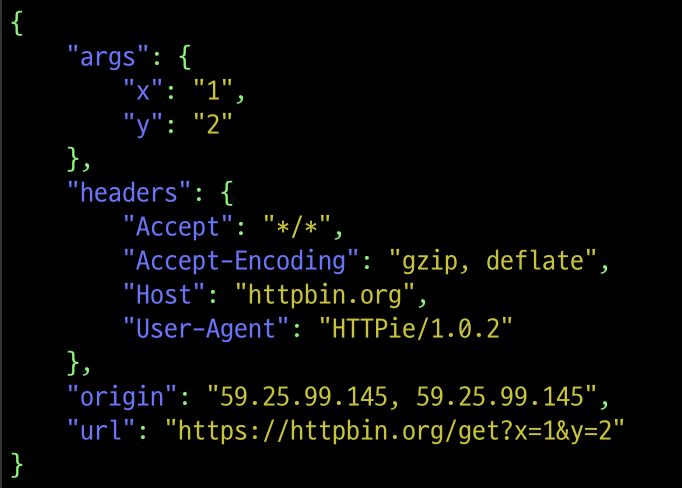 {
    "args": {
        "x": "1",
        "y": "2"
    },
    "headers": {
        "Accept": "*/*",
        "Accept-Encoding": "gzip, deflate",
        "Host": "httpbin.org",
        "User-Agent": "HTTPie/1.0.2"
    },
    "origin": "59.25.99.145, 59.25.99.145",
    "url": "https://httpbin.org/get?x=1&y=2"
}